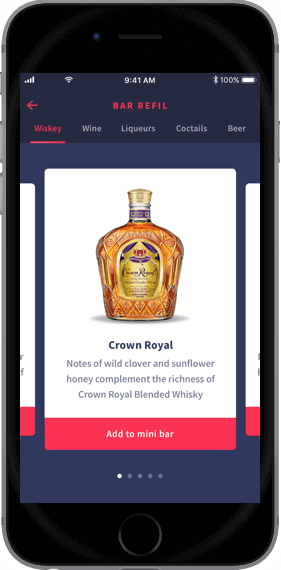 9:41 AM
100%
BAR REFIL
Wiskey Wine Liqueurs Coctails Beer
Crown Royal
Crown Royal
Notes of wild clover and sunflower
honey complement the richness of
Crown Royal Blended Whisky
Add to mini bar